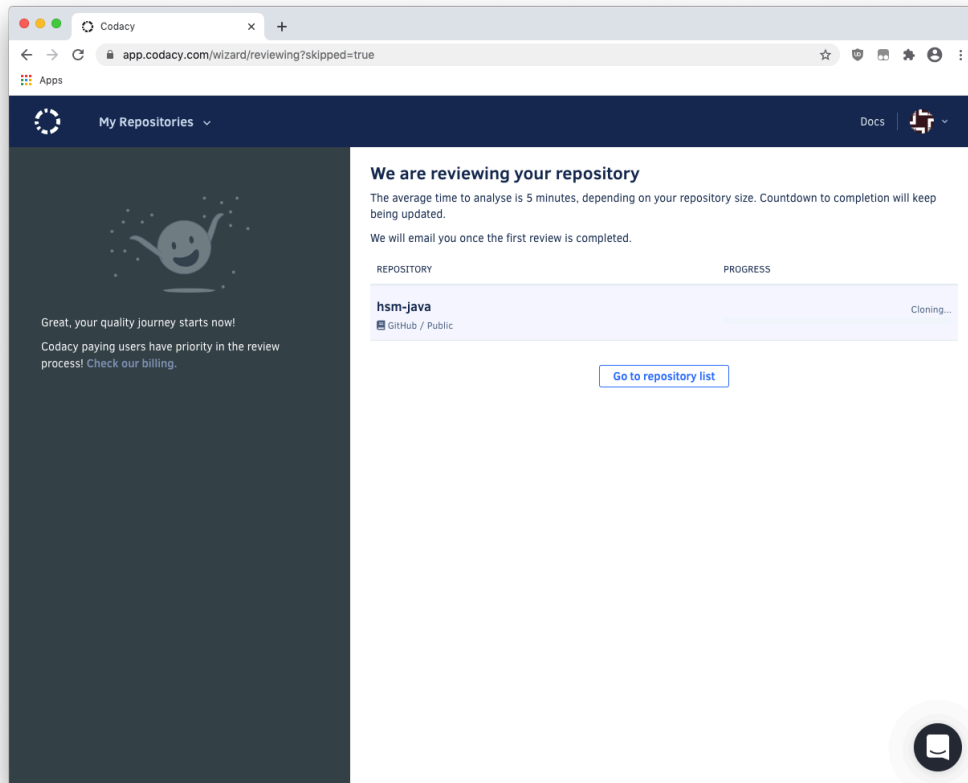 Codacy
app.codacy.com/wizard/reviewing?skipped=true
Apps
My Repositories
Docs
We are reviewing your repository
The average time to analyse is 5 minutes, depending on your repository size. Countdown to completion will keep
being updated.
We will email you once the first review is completed.
REPOSITORY PROGRESS
hsm-java
Cloning...
GitHub / Public
Go to repository list
Great, your quality journey starts now!
Codacy paying users have priority in the review
process! Check our billing.